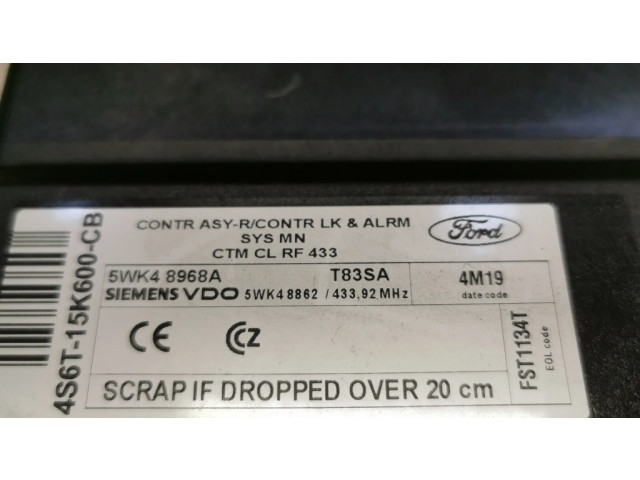 CONTR ASY-R/CONTR LK & ALRM
SYS MN
CTM CL RF 433
Ford
5WK4 8968A T83SA
SIEMENS VDO 5WK4 8862 / 433,92 MHz
4M19
date code
CE CCZ
SCRAP IF DROPPED OVER 20 cm
4S6T-15K600-CB
FST1134T
EOL code